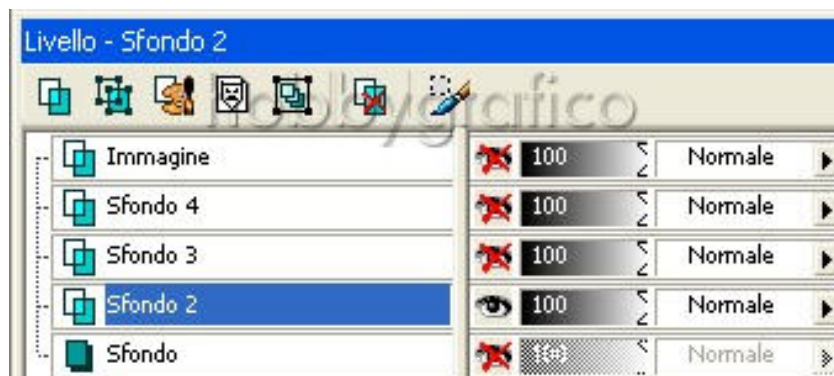 Livello - Sfondo 2
hobbygrafico
Immagine 100 Normale
Sfondo 4 100 Normale
Sfondo 3 100 Normale
Sfondo 2 100 Normale
Sfondo 100 Normale